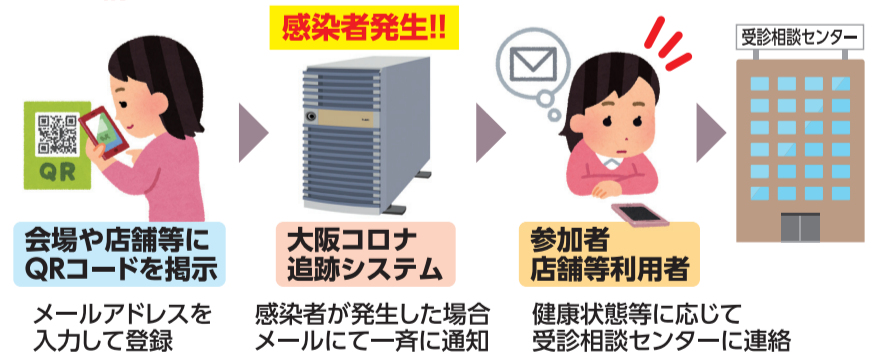 感染者発生!!
受診相談センター
QR
会場や店舗等に
QRコードを掲示
大阪コロナ
追跡システム
参加者
店舗等利用者
メールアドレスを
入力して登録
感染者が発生した場合
メールにて一斉に通知
健康状態等に応じて
受診相談センターに連絡